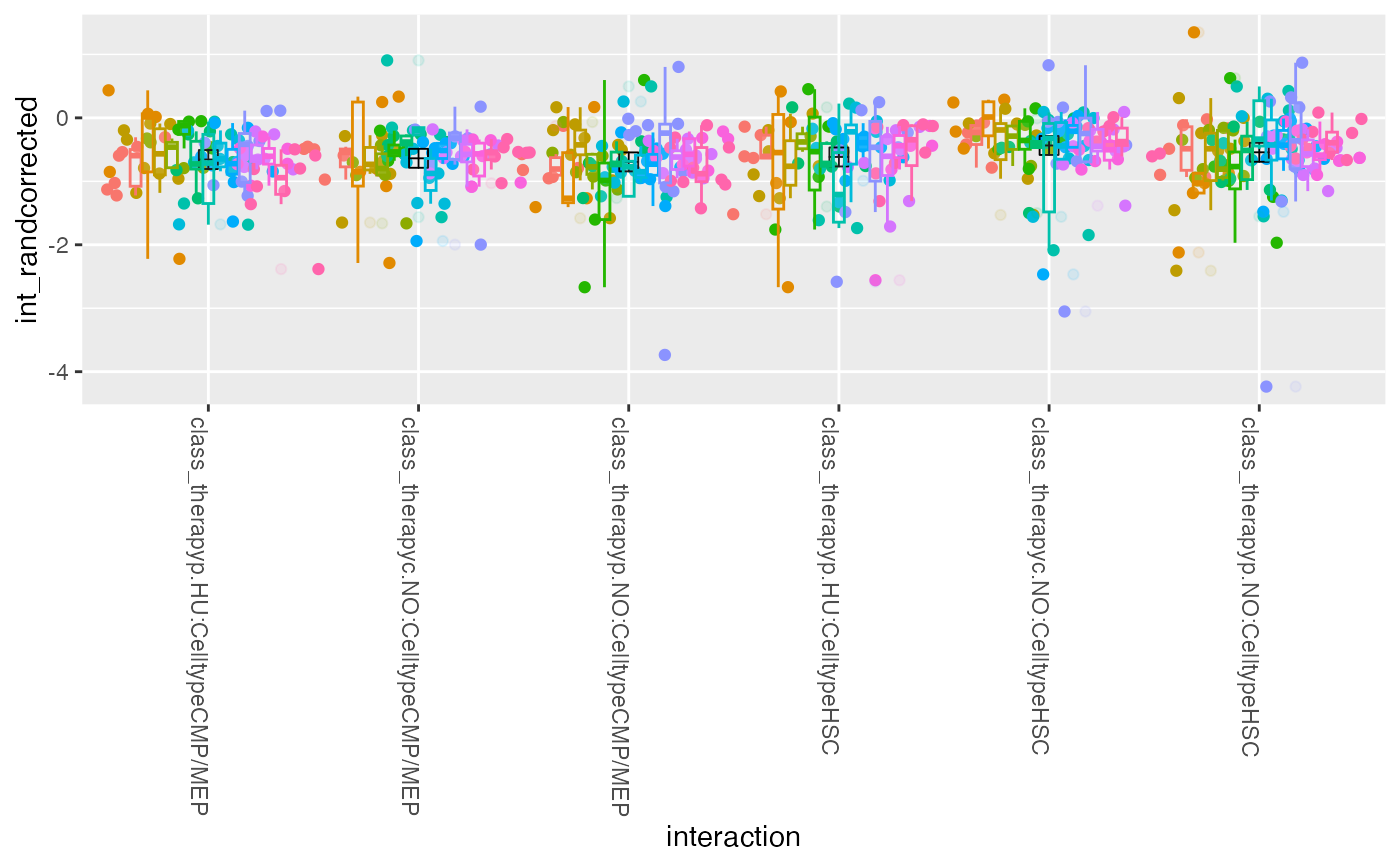 int_randcorrected
0
-2
-4
class_therapyp.HU:CelltypeCMP/MEP
class_therapyc.NO:CelltypeCMP/MEP
class_therapyp.NO:CelltypeCMP/MEP
class_therapyp.HU:CelltypeHSC
class_therapyc.NO:CelltypeHSC
class_therapyp.NO:CelltypeHSC
interaction